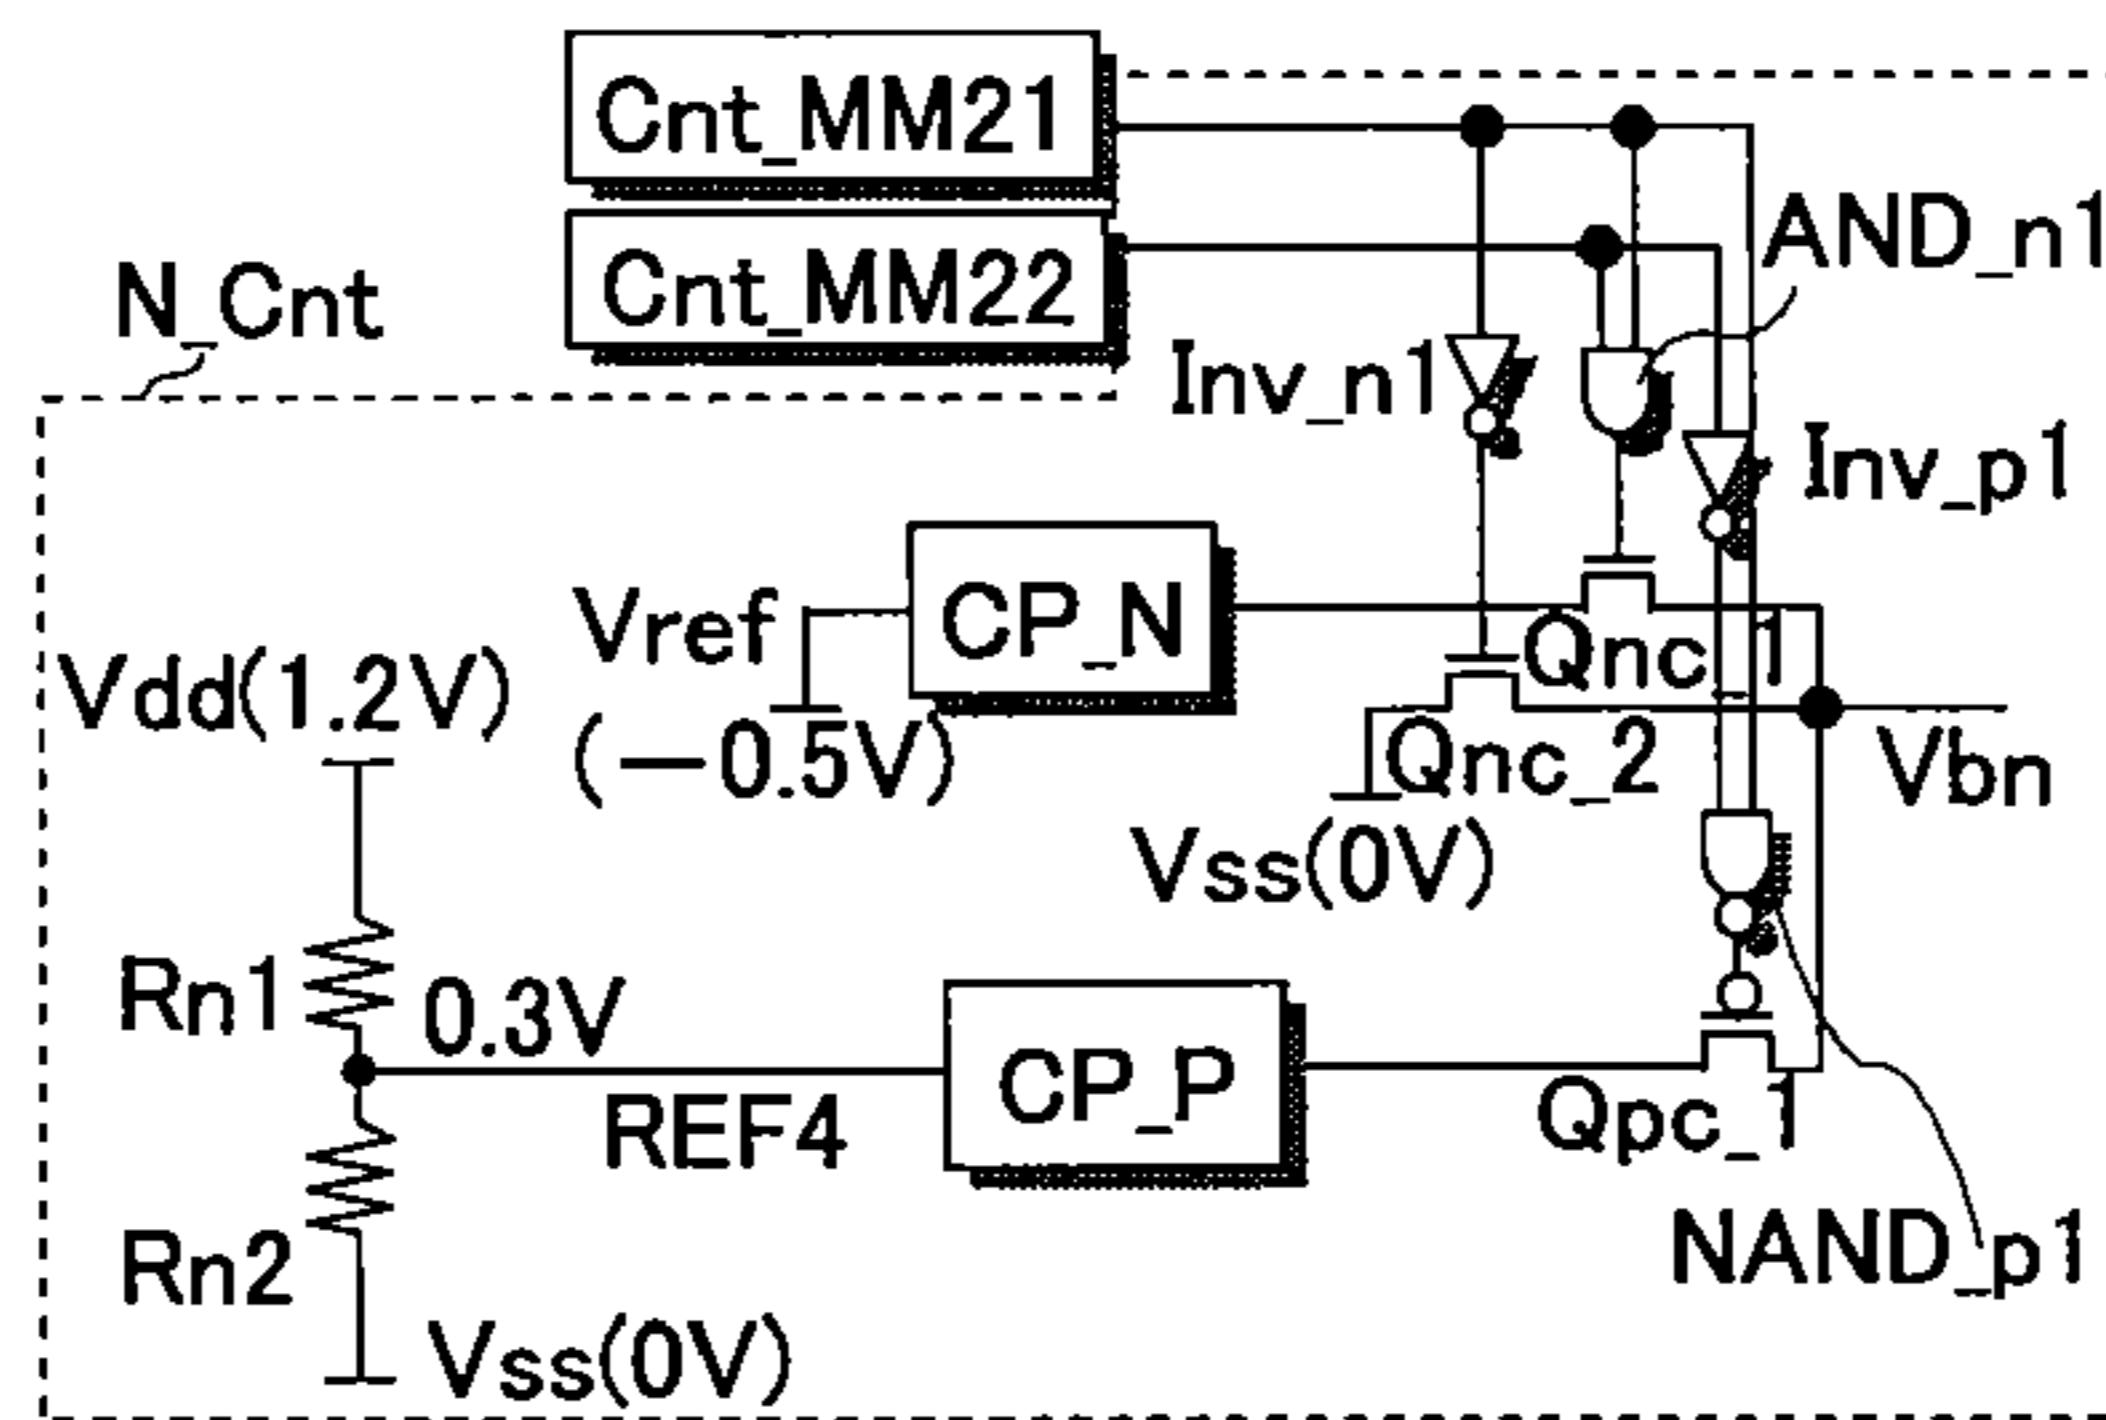 Cnt_MM21
AND_n1
Cnt_MM22
N_Cnt
Inv_n1
Inv_p1
CP_N
Vref
(−0.5V)
Vdd(1.2V)
Qnc_1
Qnc_2
Vbn
Vss(0V)
Rn1
0.3V
REF4
CP_P
Qpc_1
NAND_p1
Rn2
Vss(0V)